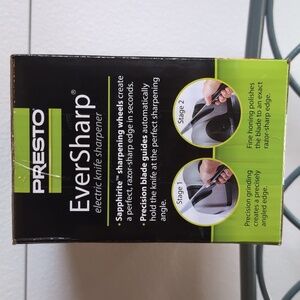 PRESTO®
EverSharp®
electric knife sharpener
• Sapphirite™ sharpening wheels create
a perfect, razor-sharp edge in seconds.
• Precision blade guides automatically
hold the knife at the perfect sharpening
angle.
Stage 1
Precision grinding
creates a precisely
angled edge.
Stage 2
Fine honing polishes
the blade to an exact
razor-sharp edge.